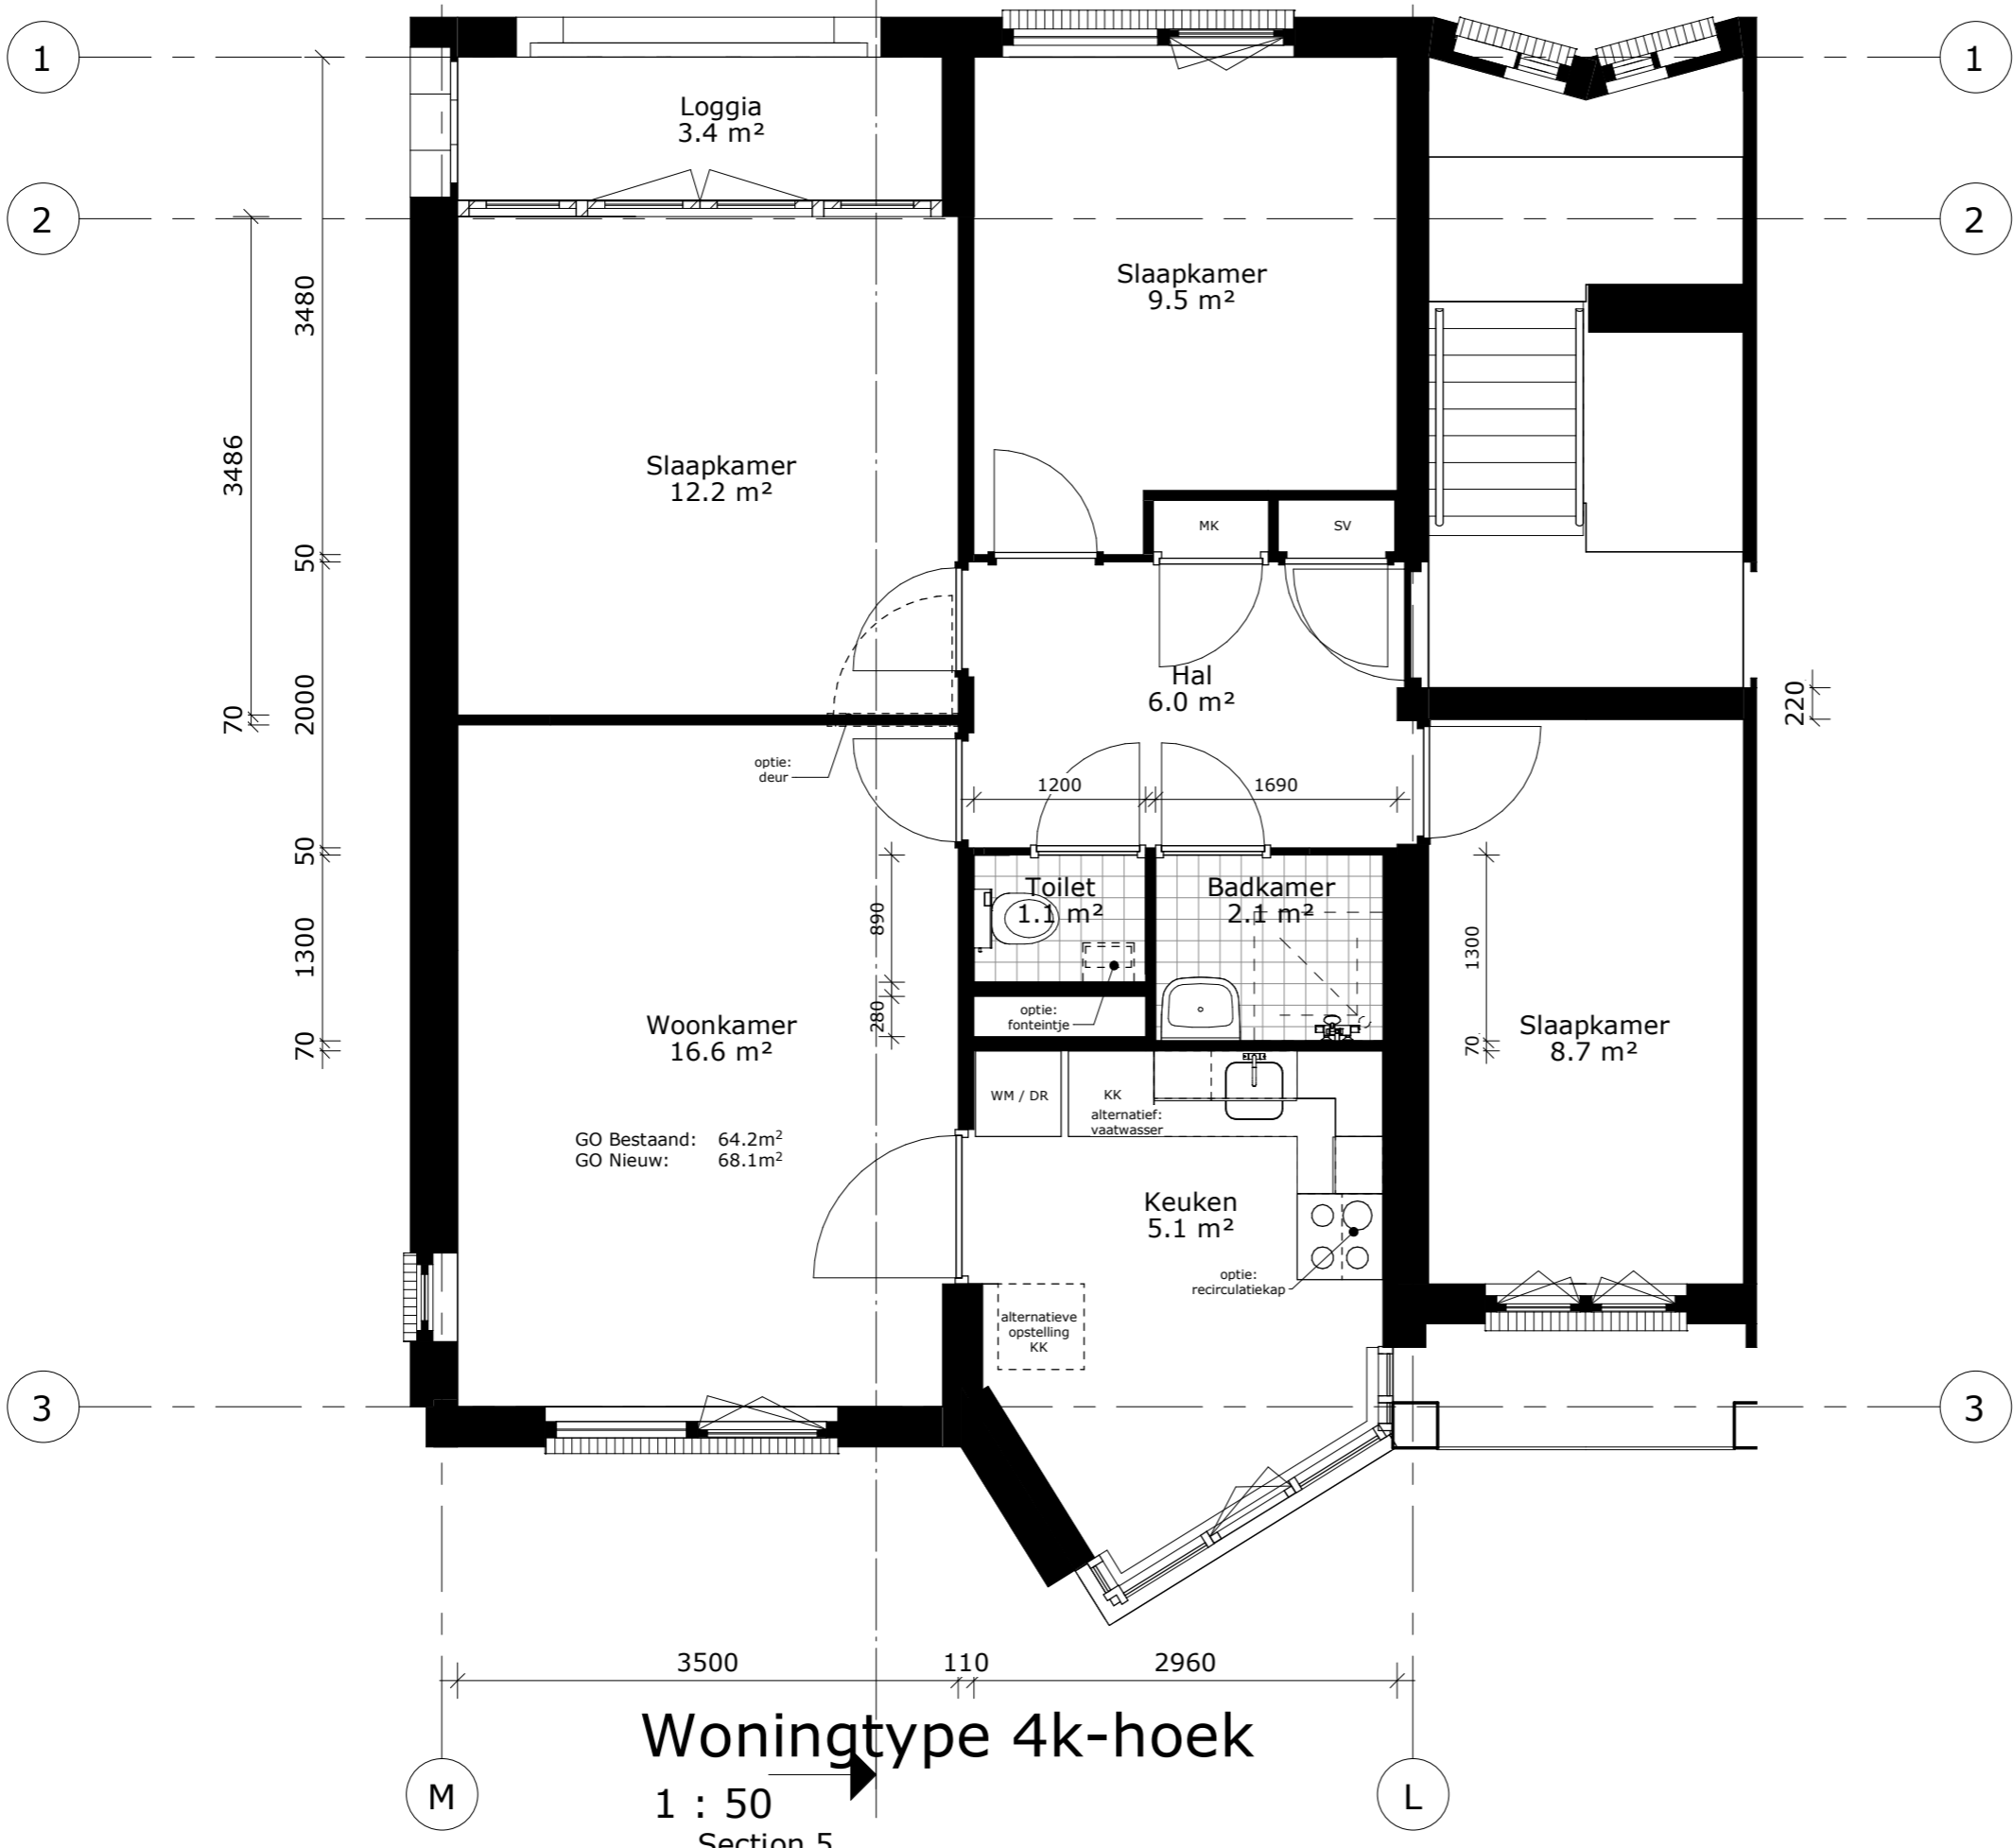 1
1
Loggia
3.4 m²
2
2
Slaapkamer
9.5 m²
3480
3486
Slaapkamer
12.2 m²
MK
SV
50
Hal
6.0 m²
2000
70
220
optie:
deur
1200
1690
50
Toilet
1.1 m²
Badkamer
2.1 m²
890
1300
1300
280
optie:
fonteintje
Woonkamer
16.6 m²
Slaapkamer
8.7 m²
70
70
WM / DR
KK
alternatief:
vaatwasser
GO Bestaand: 64.2m²
GO Nieuw: 68.1m²
Keuken
5.1 m²
optie:
recirculatiekap
alternatieve
opstelling
KK
3
3
3500
110
2960
Woningtype 4k-hoek
M
L
1 : 50
Section 5